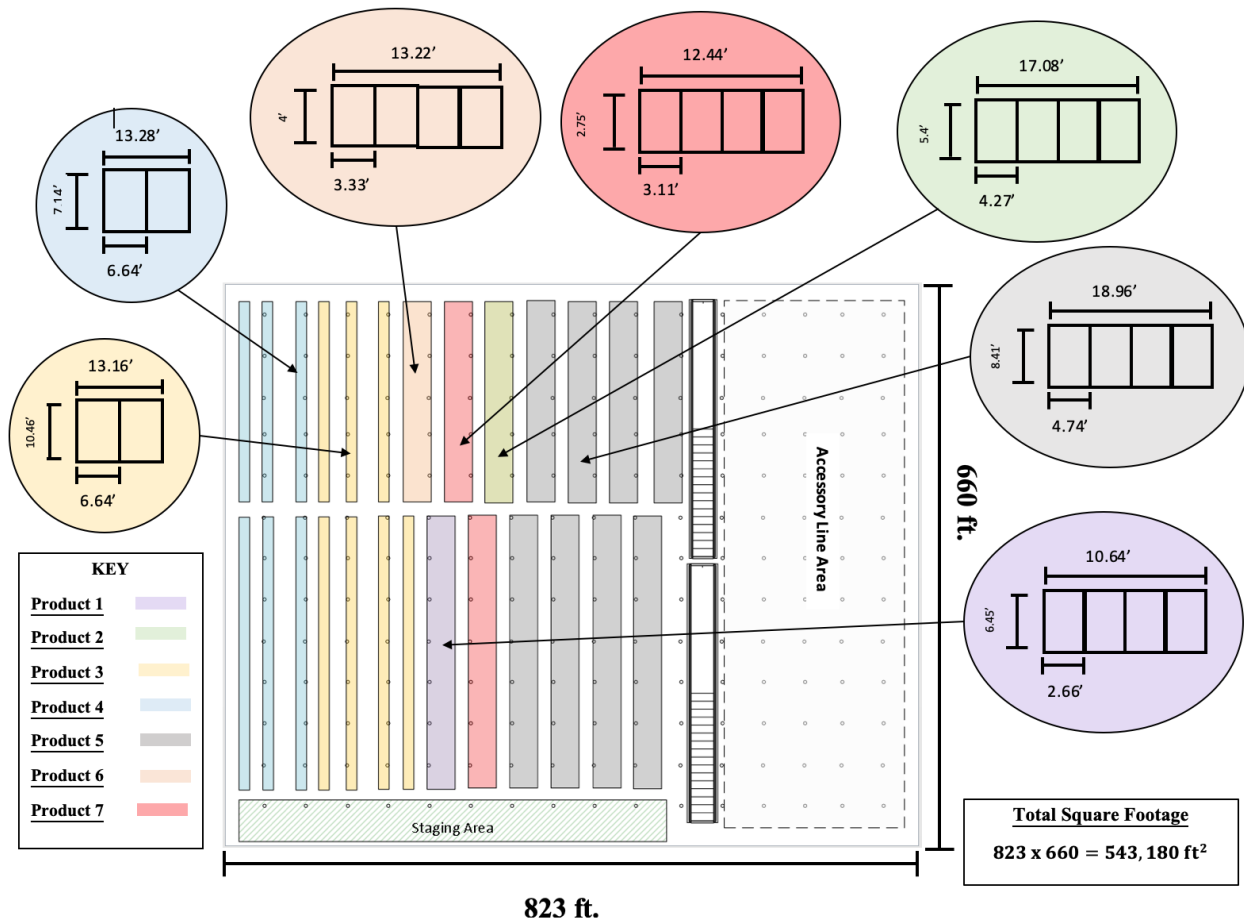 13.28’
7.14’
6.64’
13.22’
4’
3.33’
12.44’
2.75’
3.11’
17.08’
5.4’
4.27’
18.96’
8.41’
4.74’
13.16’
10.46’
6.64’
10.64’
6.45’
2.66’
Accessory Line Area
660 ft.
KEY
Product 1
Product 2
Product 3
Product 4
Product 5
Product 6
Product 7
Staging Area
Total Square Footage
823 x 660 = 543, 180 ft²
823 ft.